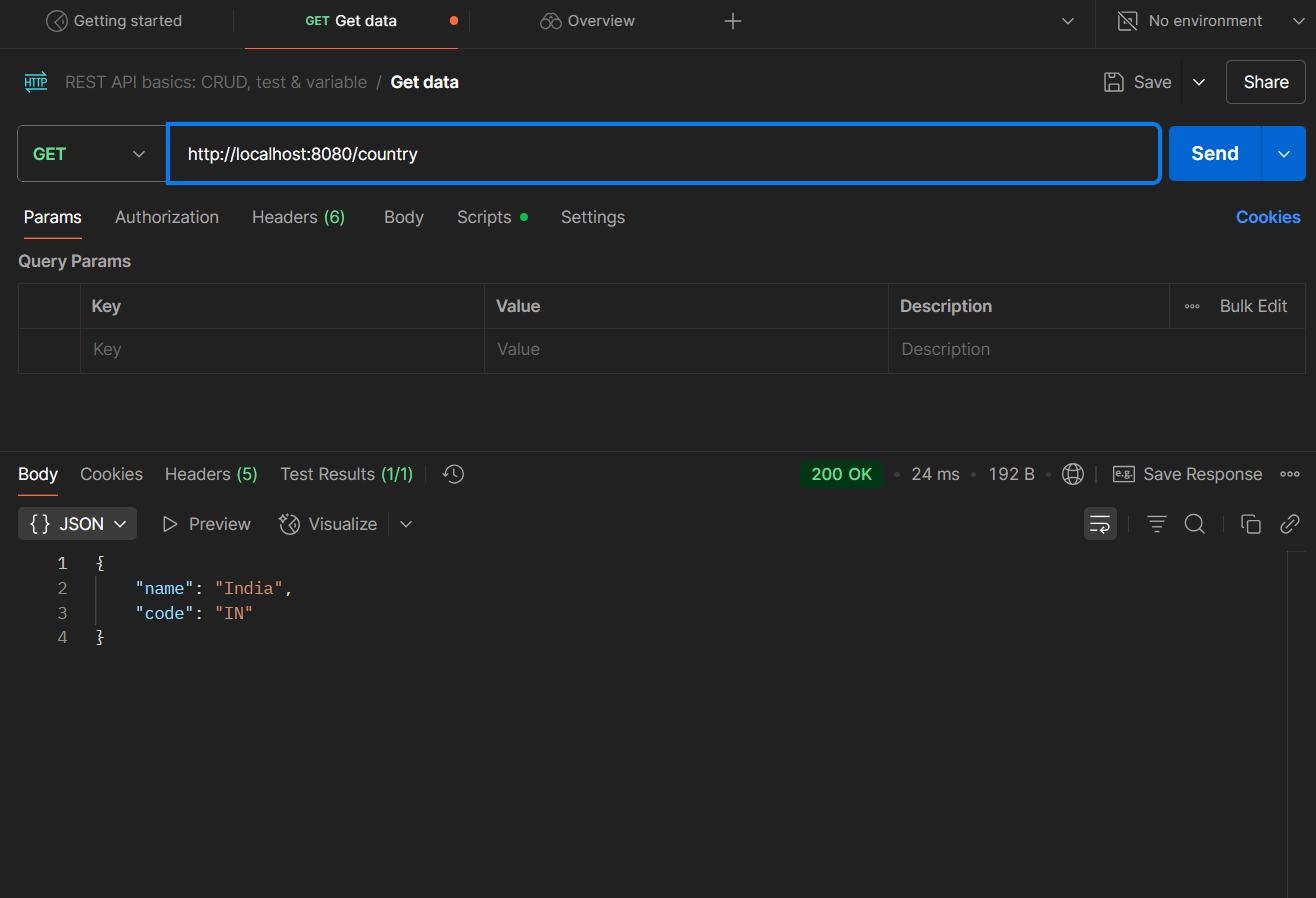 Getting started GET Get data Overview No environment
HTTP REST API basics: CRUD, test & variable / Get data Save Share
GET http://localhost:8080/country Send
Params Authorization Headers (6) Body Scripts Settings Cookies
Query Params
Key Value Description Bulk Edit
Key Value Description
Body Cookies Headers (5) Test Results (1/1) 200 OK 24 ms 192 B e.g. Save Response
{} JSON Preview Visualize
1 {
2 "name": "India",
3 "code": "IN"
4 }